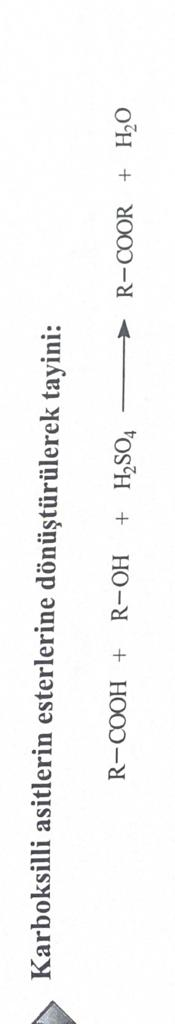 Karboksilli asitlerin esterlerine dönüştürülerek tayini:
R–COOH + R–OH + H₂SO₄ ⟶ R–COOR + H₂O